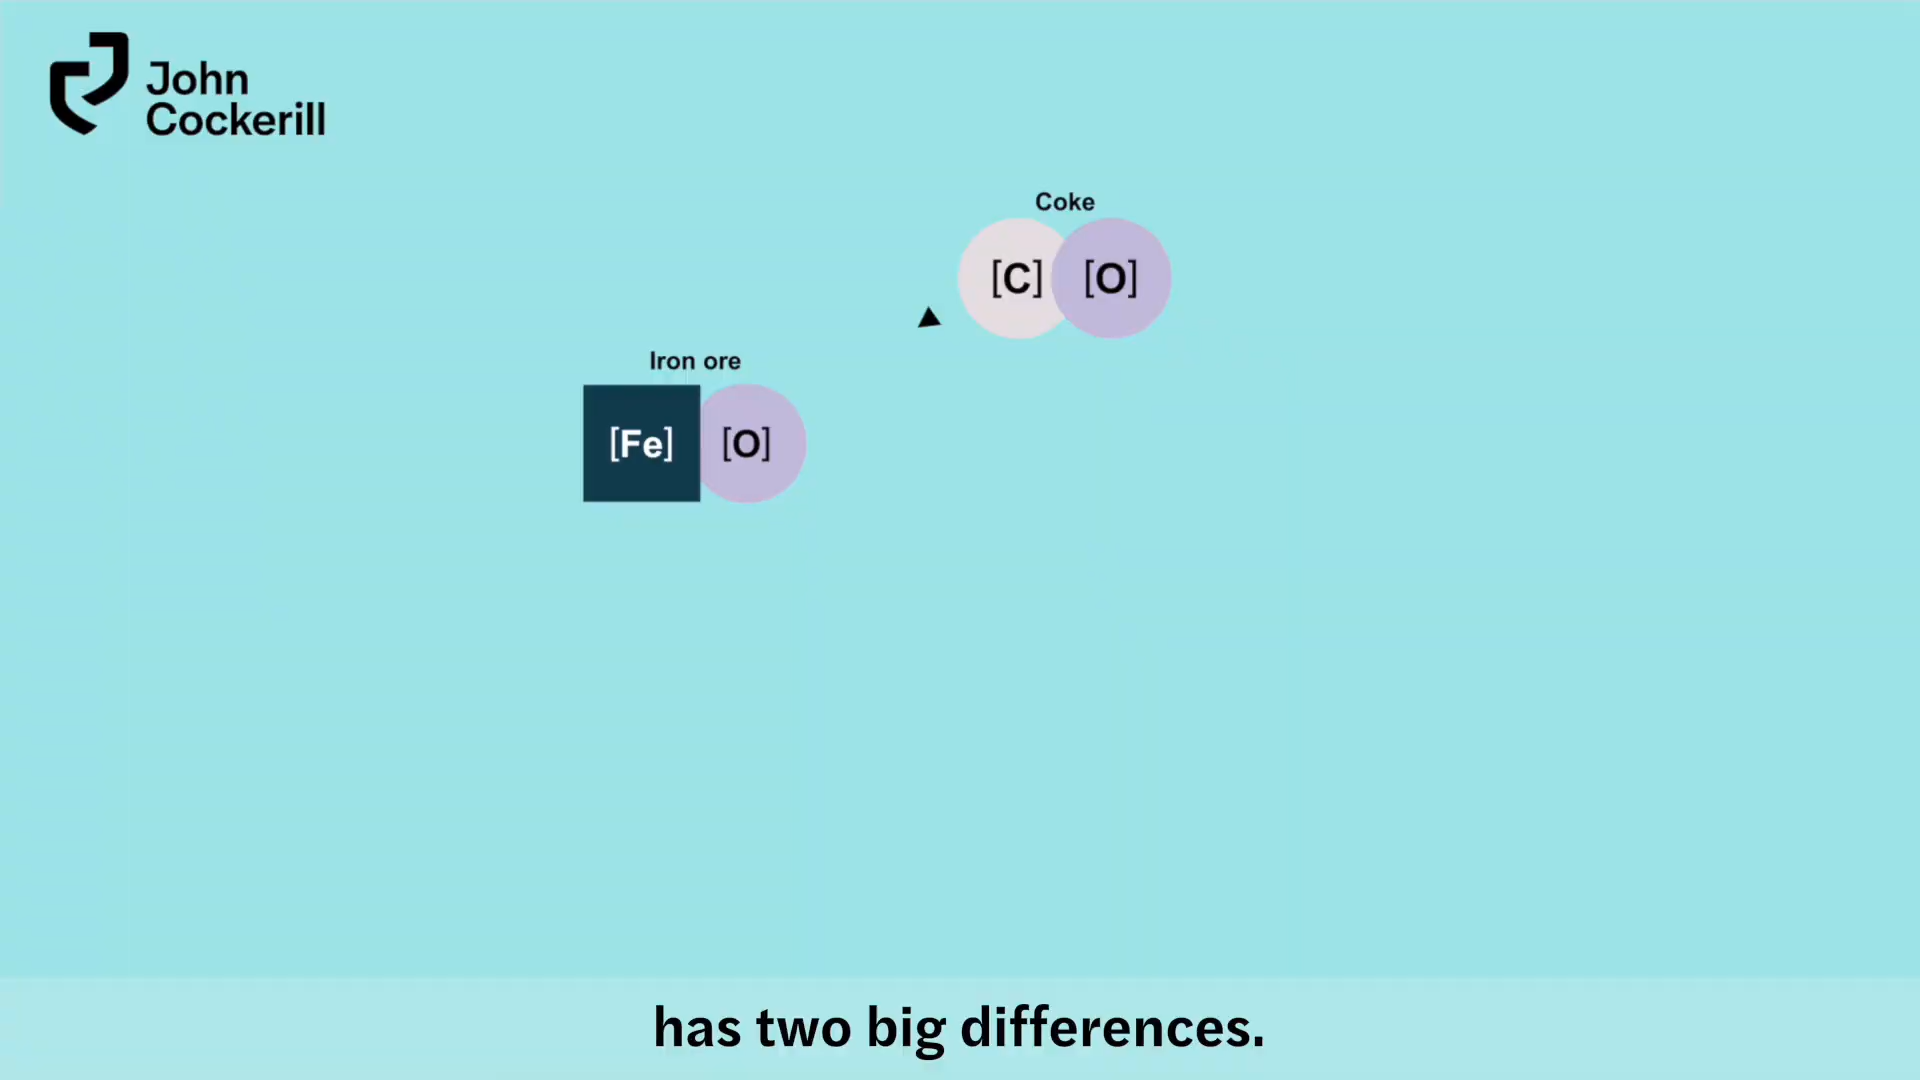 John
Cockerill
Coke
[C] [O]
Iron ore
[Fe] [O]
has two big differences.